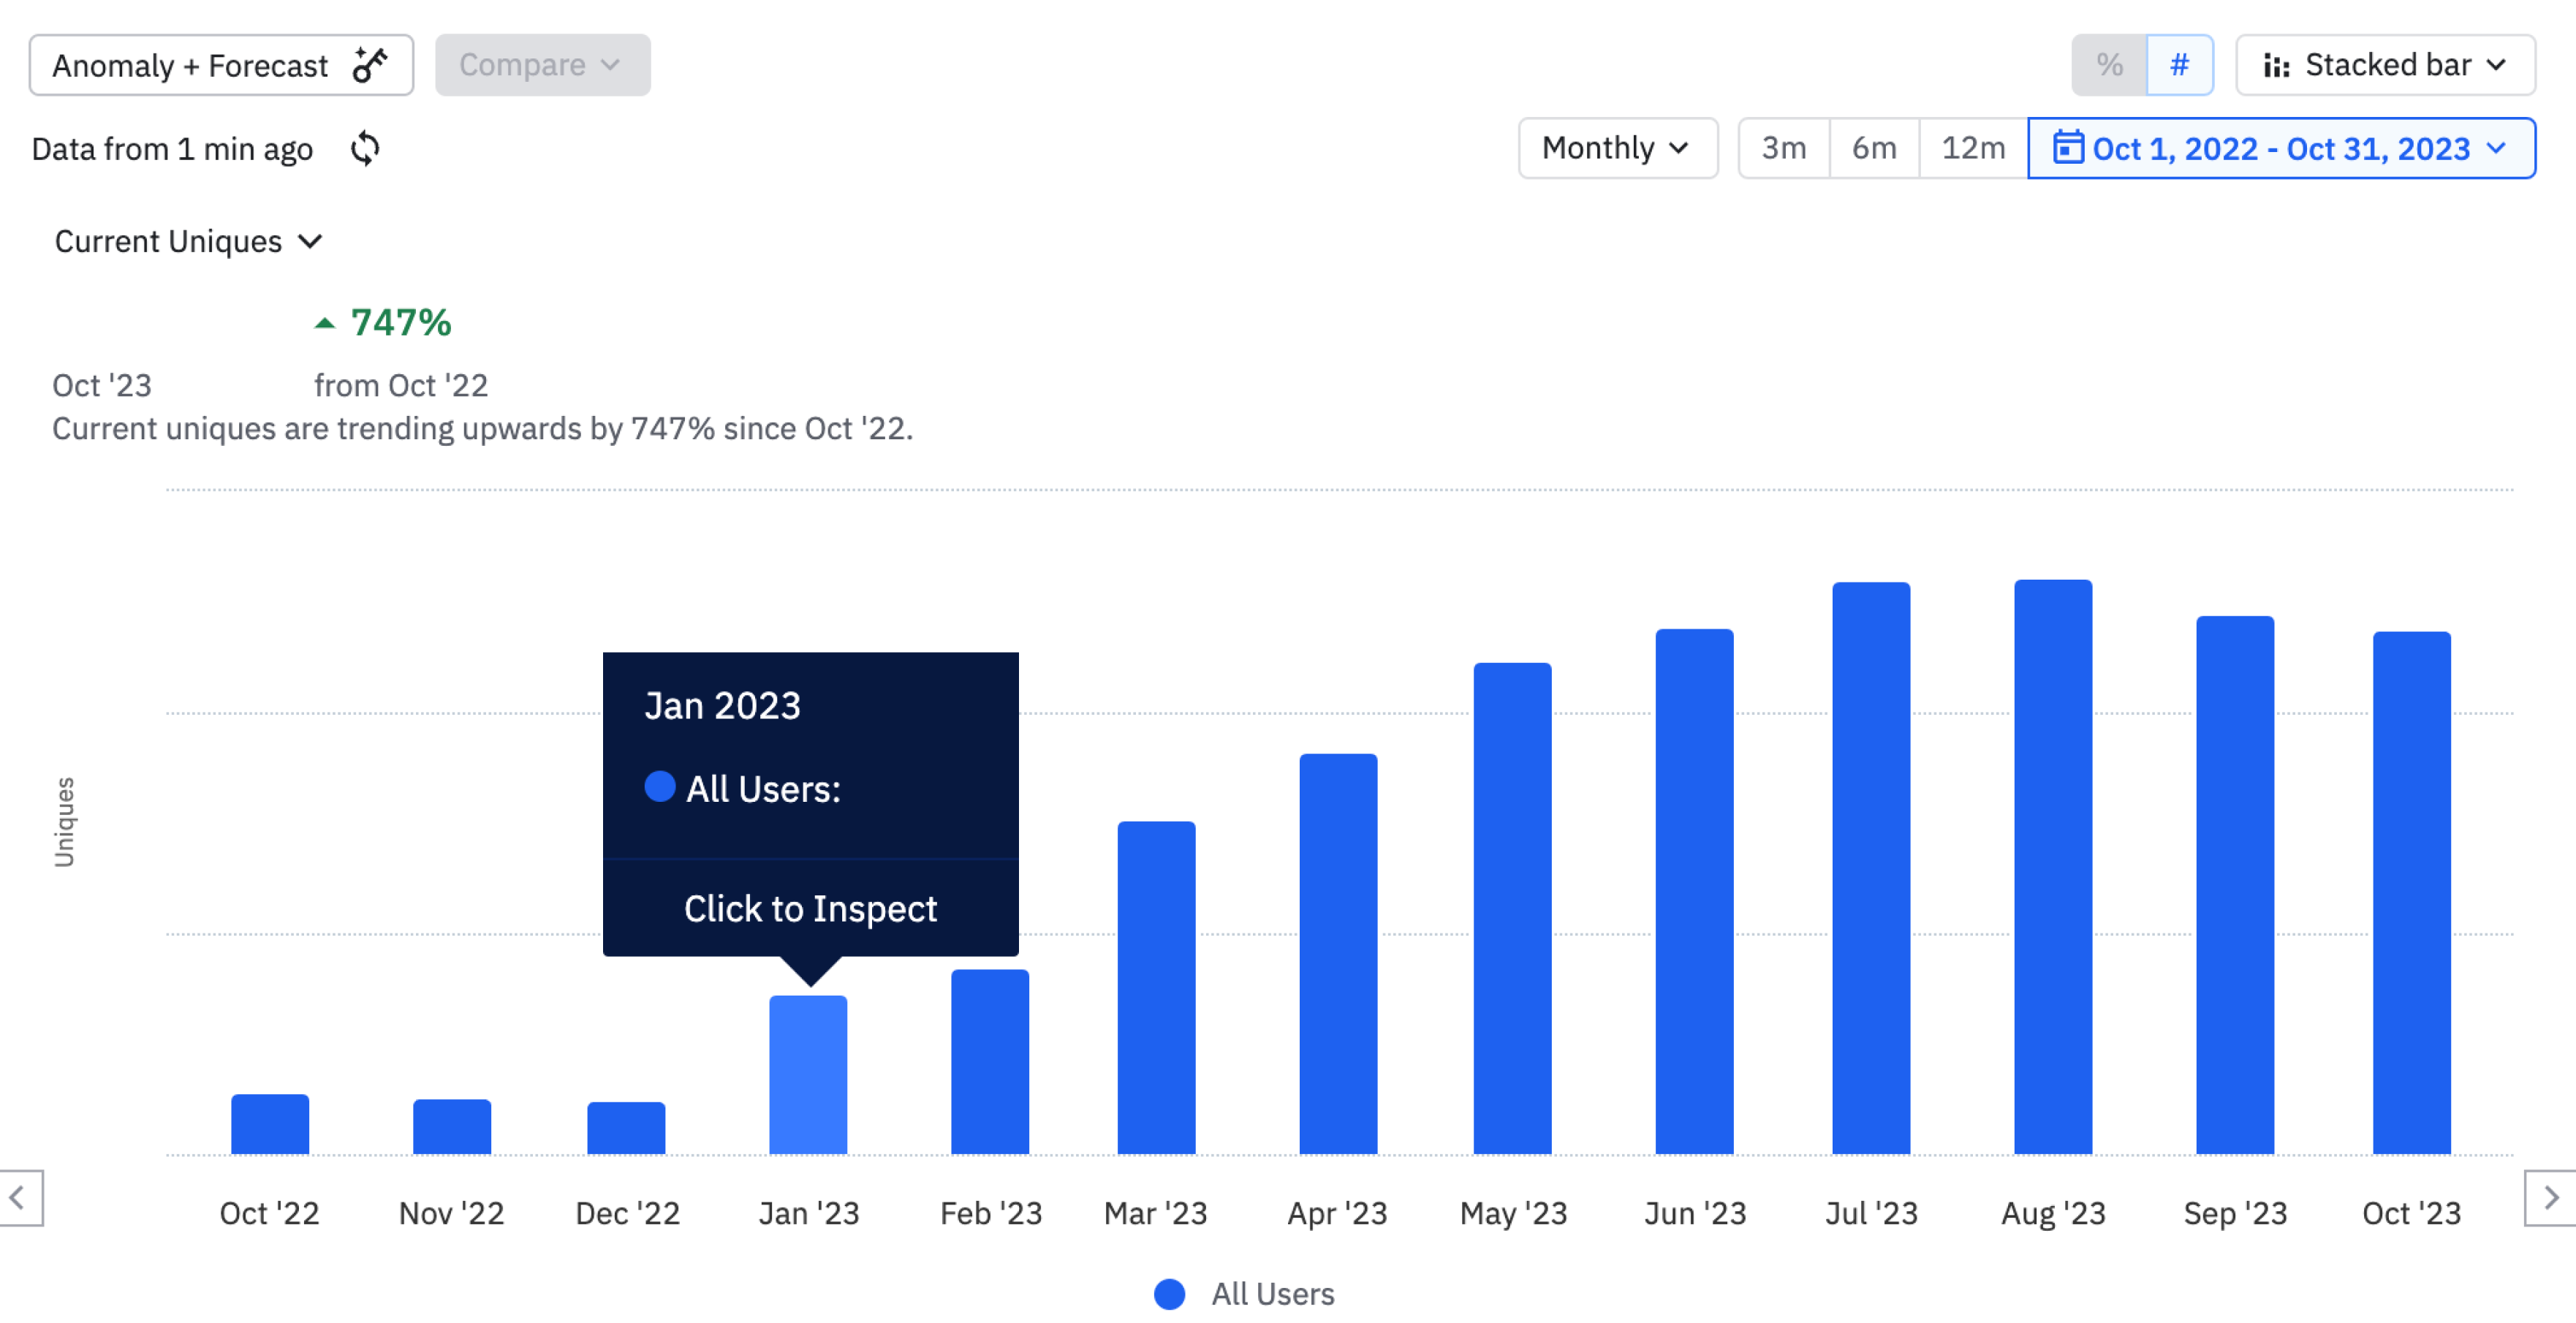 Anomaly + Forecast Compare % # Stacked bar
Data from 1 min ago Monthly 3m 6m 12m Oct 1, 2022 - Oct 31, 2023
Current Uniques
747%
Oct '23 from Oct '22
Current uniques are trending upwards by 747% since Oct '22.
Uniques
Jan 2023
All Users:
Click to Inspect
Oct '22 Nov '22 Dec '22 Jan '23 Feb '23 Mar '23 Apr '23 May '23 Jun '23 Jul '23 Aug '23 Sep '23 Oct '23
All Users